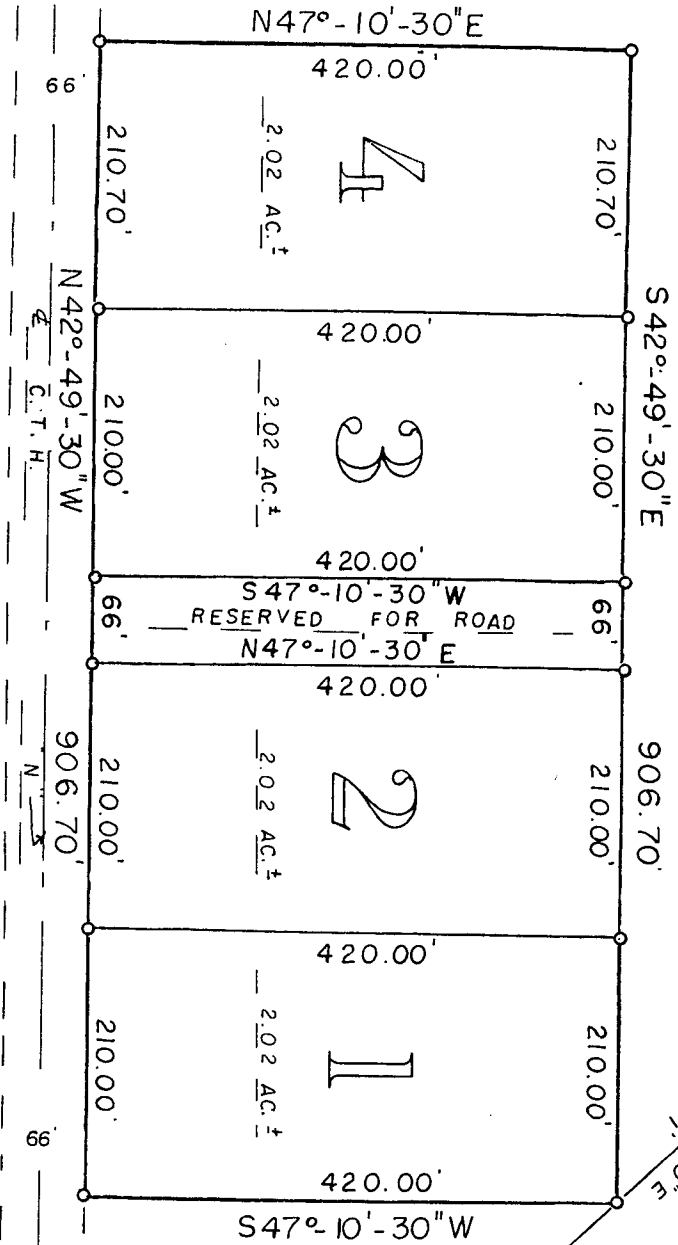 N47°-10'-30"E
420.00'
66'
210.70'
4
2.02 AC.±
210.70'
S 42°-49'-30"E
N 42°-49'-30"W
420.00'
210.00'
3
2.02 AC.±
210.00'
℄ C.T.H.
420.00'
S47°-10'-30"W
66'
RESERVED FOR ROAD
66'
N47°-10'-30"E
420.00'
210.00'
2
2.02 AC.±
210.00'
906.70'
906.70'
"N"
420.00'
210.00'
1
2.02 AC.±
210.00'
66'
420.00'
S47°-10'-30"W